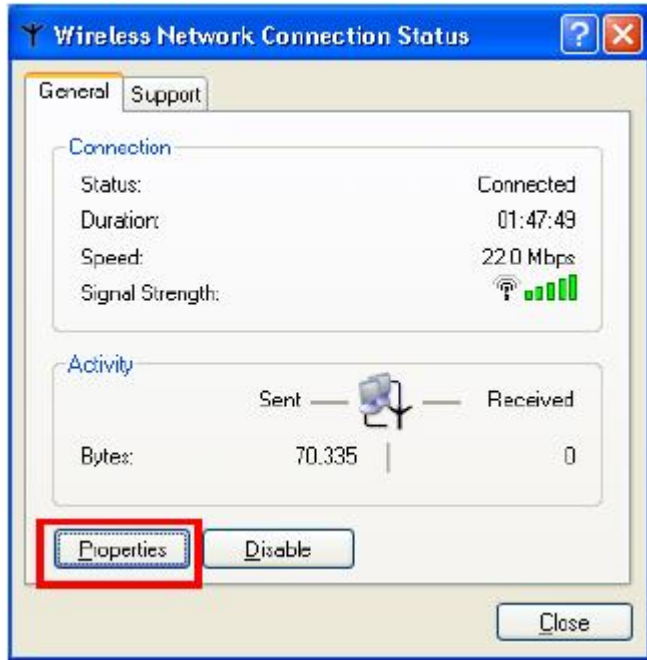 Wireless Network Connection Status
General Support
Connection
Status: Connected
Duration: 01:47:49
Speed: 22.0 Mbps
Signal Strength:
Activity
Sent Received
Bytes: 70,335 0
Properties Disable
Close